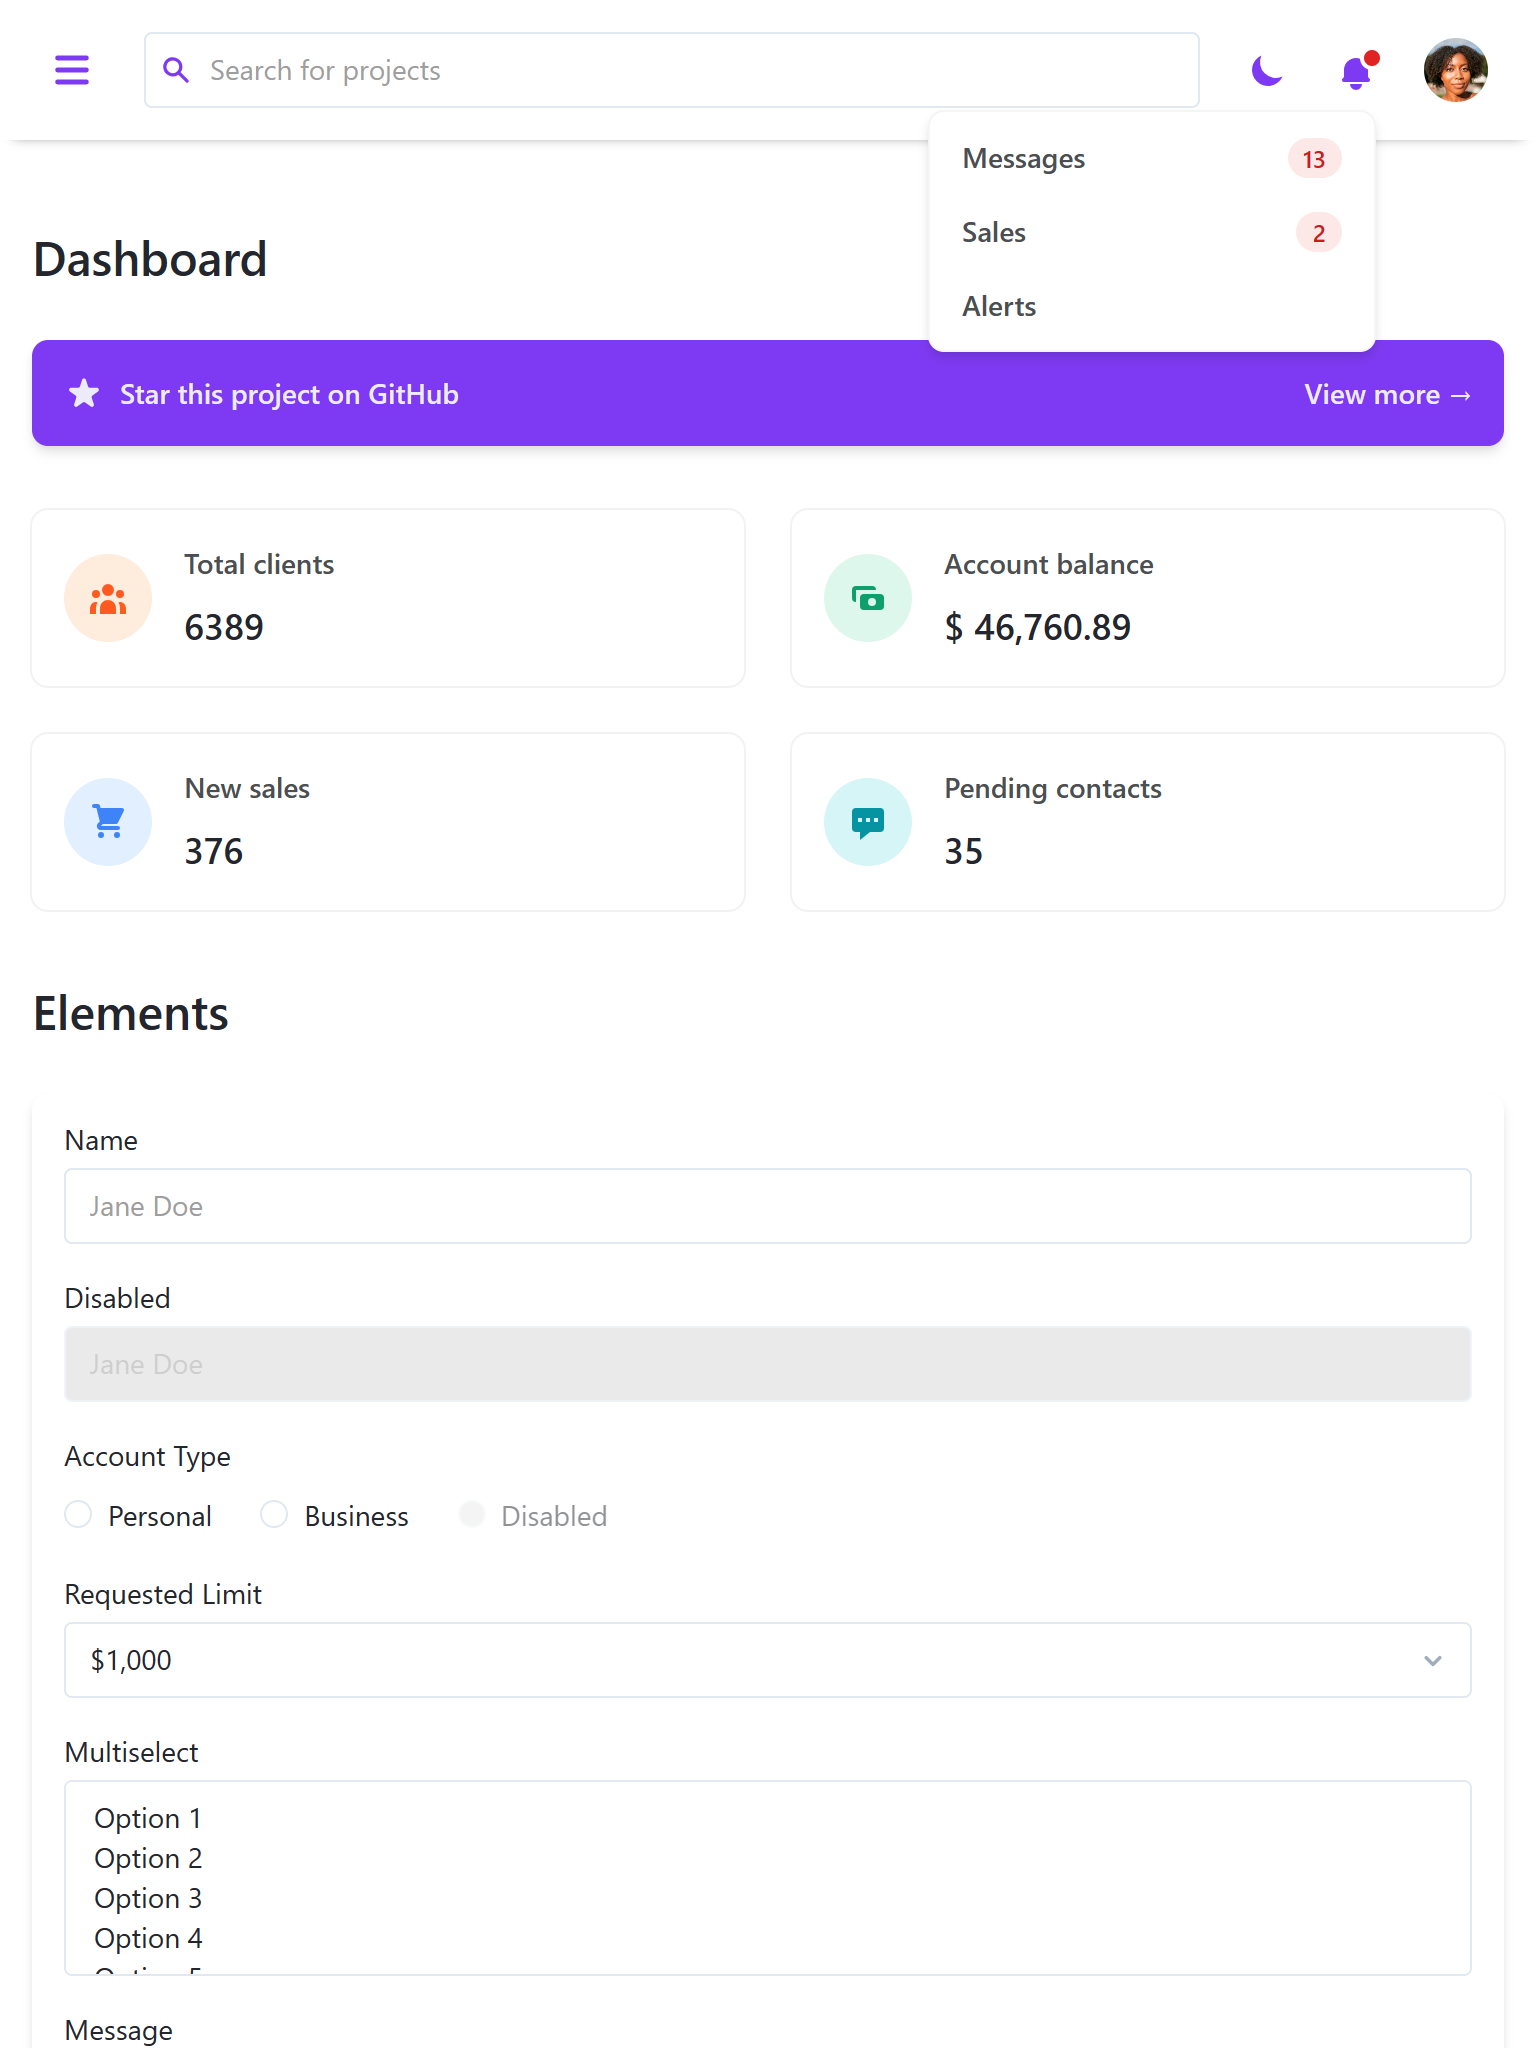 Search for projects
Messages 13
Sales 2
Alerts
Dashboard
Star this project on GitHub View more →
Total clients
6389
Account balance
$ 46,760.89
New sales
376
Pending contacts
35
Elements
Name
Jane Doe
Disabled
Jane Doe
Account Type
Personal Business Disabled
Requested Limit
$1,000
Multiselect
Option 1
Option 2
Option 3
Option 4
Message